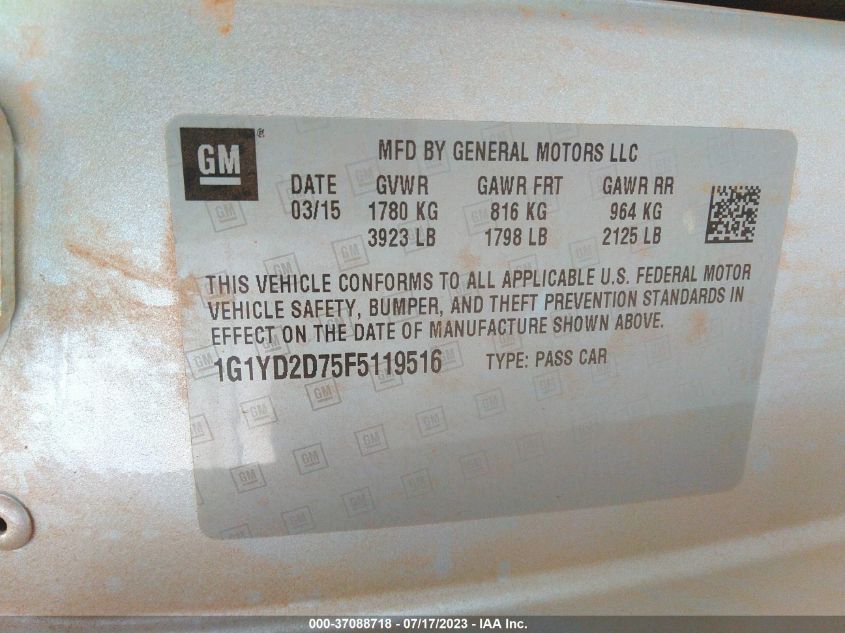 GM®
MFD BY GENERAL MOTORS LLC
DATE GVWR GAWR FRT GAWR RR
03/15 1780 KG 816 KG 964 KG
3923 LB 1798 LB 2125 LB
THIS VEHICLE CONFORMS TO ALL APPLICABLE U.S. FEDERAL MOTOR
VEHICLE SAFETY, BUMPER, AND THEFT PREVENTION STANDARDS IN
EFFECT ON THE DATE OF MANUFACTURE SHOWN ABOVE.
1G1YD2D75F5119516 TYPE: PASS CAR
000-37088718 - 07/17/2023 - © IAA Inc.